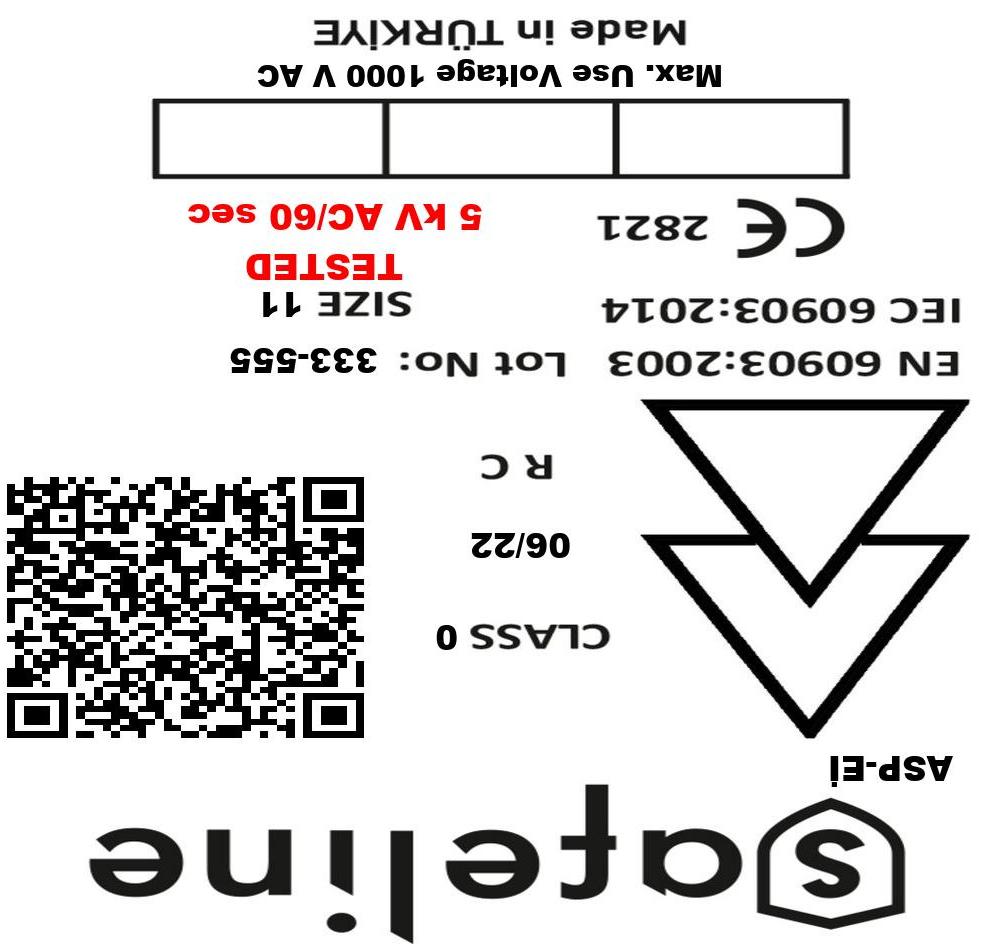 safeline
ASP-Eİ
CLASS 0
06/22
R C
EN 60903:2003 Lot No: 333-555
IEC 60903:2014 SIZE 11
TESTED
CE 2821 5 kV AC/60 sec
Max. Use Voltage 1000 V AC
Made in TÜRKİYE